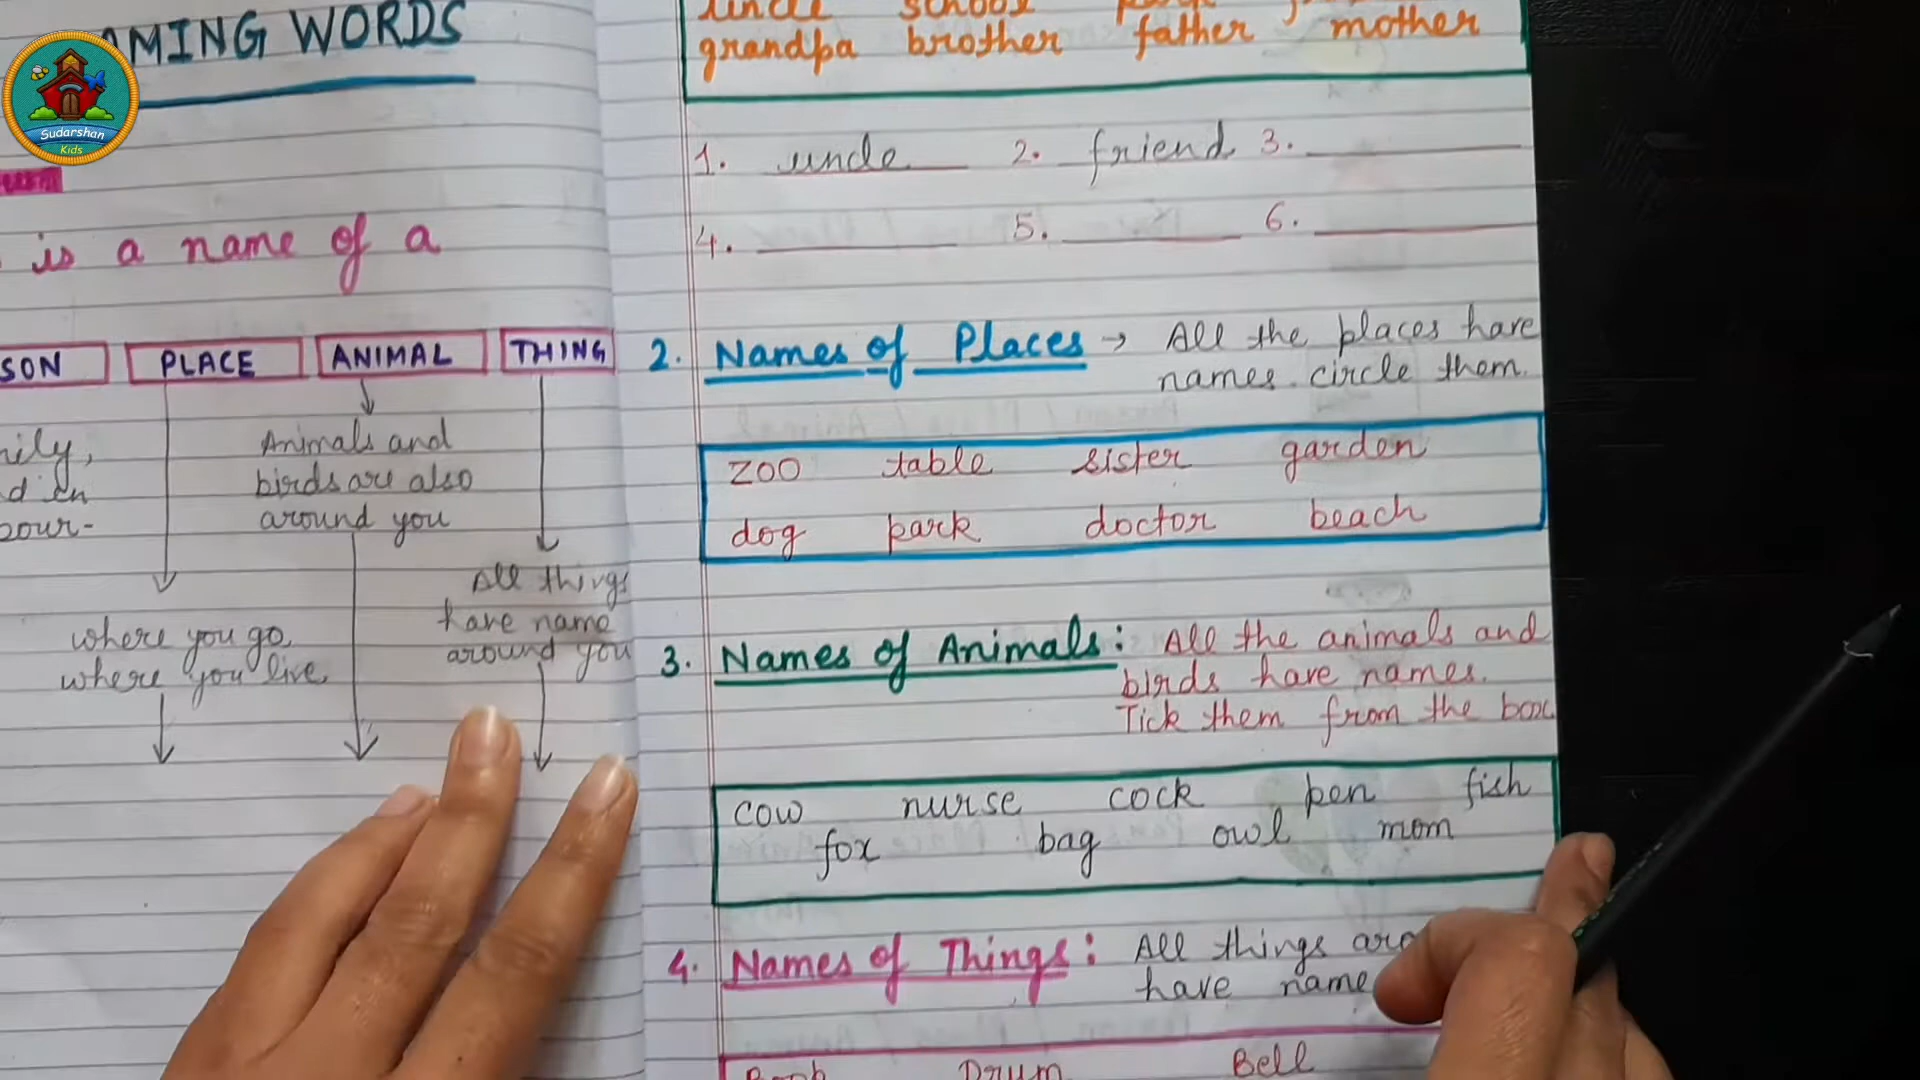 AMING WORDS
Sudarshan
Kids
is a name of a
SON PLACE ANIMAL THING
Animals and
birds are also
around you
where you go,
where you live,
All things
have name
around you
uncle school
grandpa brother father mother
1. uncle 2. friend 3.
4. 5. 6.
2. Names of Places → All the places have
names. circle them.
zoo table sister garden
dog park doctor beach
3. Names of Animals: All the animals and
birds have names.
Tick them from the box
cow nurse cock pen fish
fox bag owl mom
4. Names of Things: All things
have name
Drum Bell